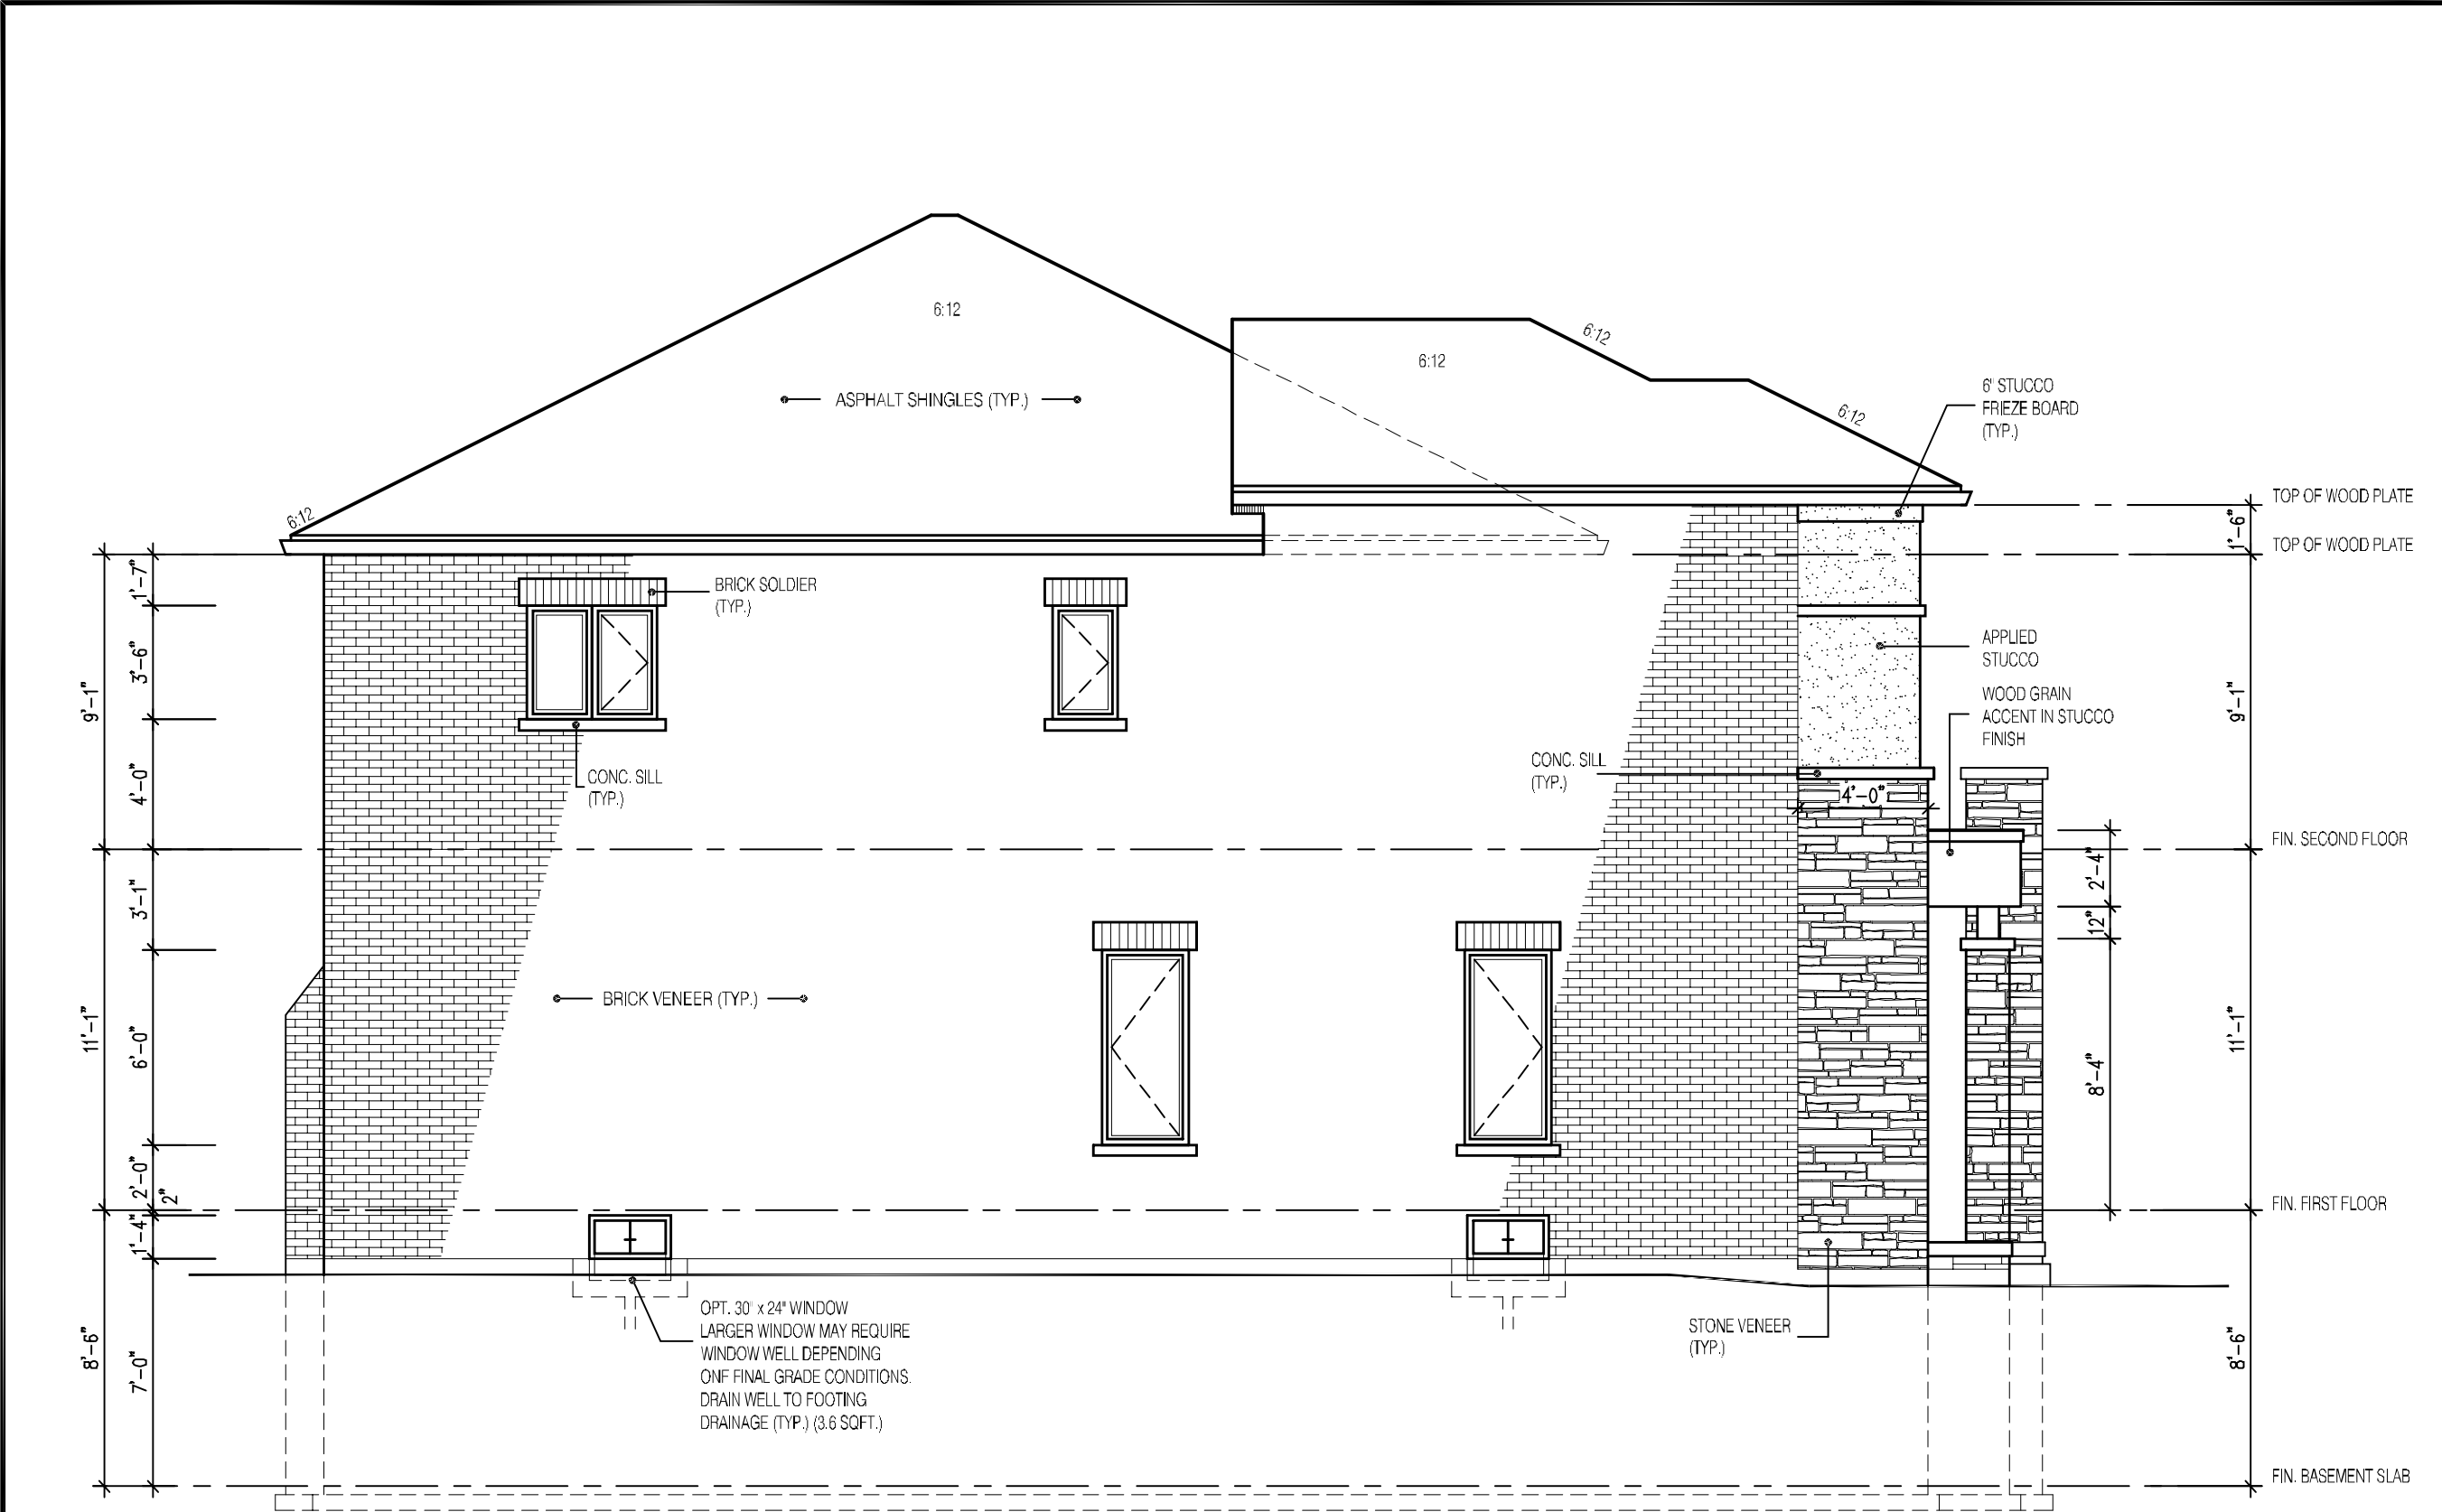 6:12
6:12
6:12
6:12
ASPHALT SHINGLES (TYP.)
6:12
6" STUCCO
FRIEZE BOARD
(TYP.)
TOP OF WOOD PLATE
1'-6"
TOP OF WOOD PLATE
1'-7"
BRICK SOLDIER
(TYP.)
APPLIED
STUCCO
3'-6"
9'-1"
WOOD GRAIN
ACCENT IN STUCCO
FINISH
9'-1"
CONC. SILL
(TYP.)
CONC. SILL
(TYP.)
4'-0"
4'-0"
FIN. SECOND FLOOR
2'-4"
3'-1"
12"
BRICK VENEER (TYP.)
11'-1"
6'-0"
11'-1"
8'-4"
2'-0"
2"
FIN. FIRST FLOOR
1'-4"
OPT. 30" x 24" WINDOW
LARGER WINDOW MAY REQUIRE
WINDOW WELL DEPENDING
ONF FINAL GRADE CONDITIONS.
DRAIN WELL TO FOOTING
DRAINAGE (TYP.) (3.6 SQFT.)
STONE VENEER
(TYP.)
8'-6"
7'-0"
8'-6"
FIN. BASEMENT SLAB